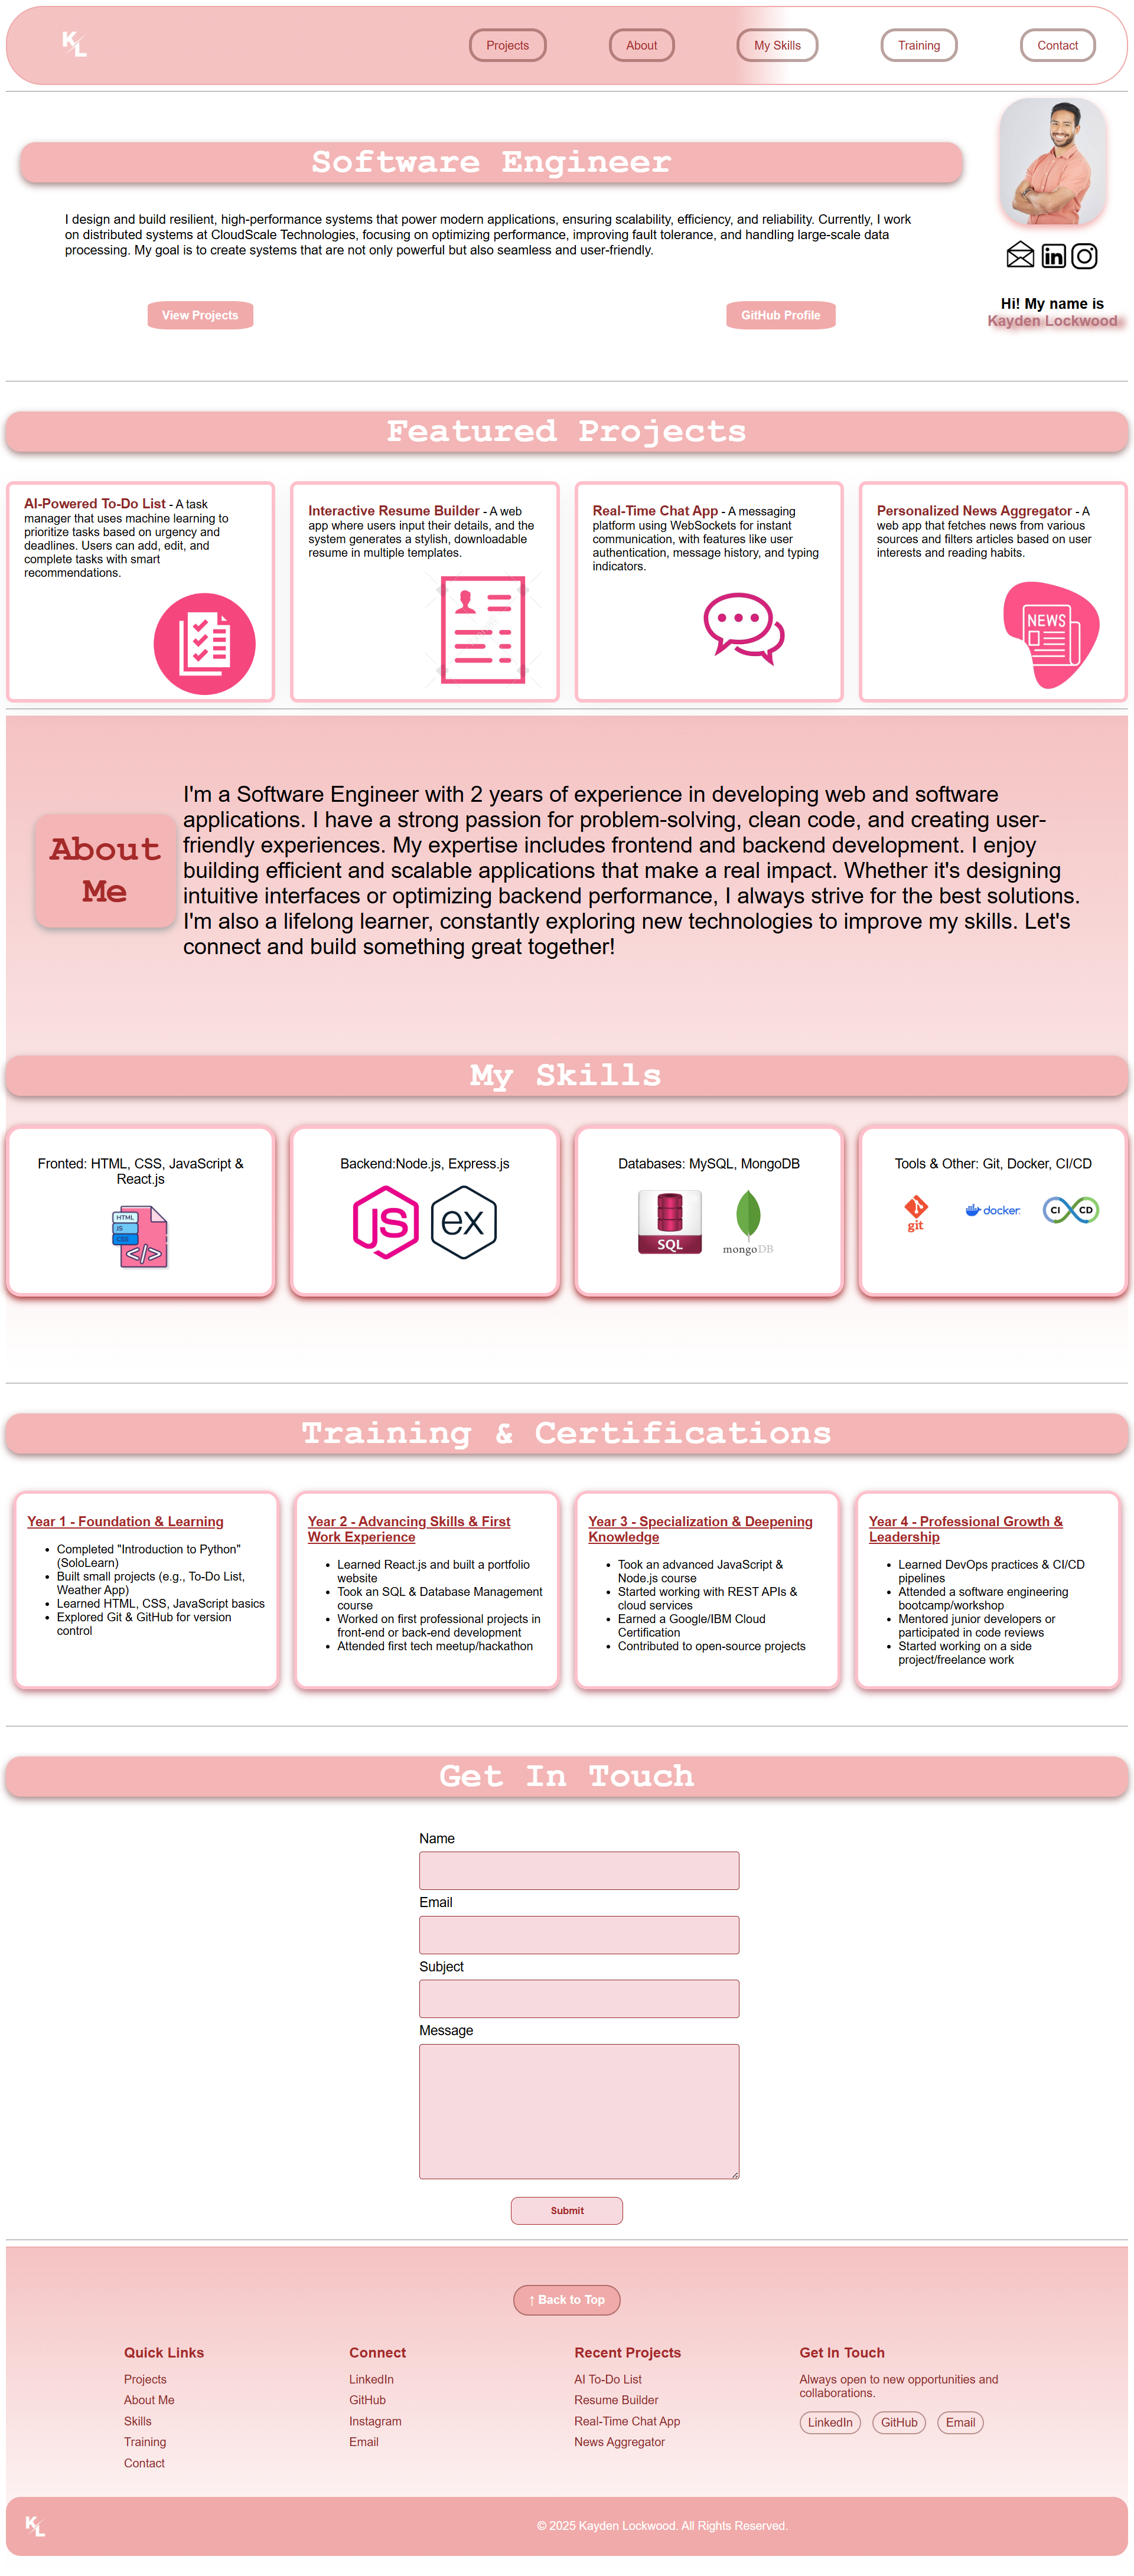 KL
Projects
About
My Skills
Training
Contact
Software Engineer
I design and build resilient, high-performance systems that power modern applications, ensuring scalability, efficiency, and reliability. Currently, I work
on distributed systems at CloudScale Technologies, focusing on optimizing performance, improving fault tolerance, and handling large-scale data
processing. My goal is to create systems that are not only powerful but also seamless and user-friendly.
View Projects
GitHub Profile
in
Hi! My name is
Kayden Lockwood
Featured Projects
AI-Powered To-Do List - A task
manager that uses machine learning to
prioritize tasks based on urgency and
deadlines. Users can add, edit, and
complete tasks with smart
recommendations.
Interactive Resume Builder - A web
app where users input their details, and the
system generates a stylish, downloadable
resume in multiple templates.
Real-Time Chat App - A messaging
platform using WebSockets for instant
communication, with features like user
authentication, message history, and typing
indicators.
Personalized News Aggregator - A
web app that fetches news from various
sources and filters articles based on user
interests and reading habits.
NEWS
About
Me
I'm a Software Engineer with 2 years of experience in developing web and software
applications. I have a strong passion for problem-solving, clean code, and creating user-
friendly experiences. My expertise includes frontend and backend development. I enjoy
building efficient and scalable applications that make a real impact. Whether it's designing
intuitive interfaces or optimizing backend performance, I always strive for the best solutions.
I'm also a lifelong learner, constantly exploring new technologies to improve my skills. Let's
connect and build something great together!
My Skills
Fronted: HTML, CSS, JavaScript &
React.js
HTML
JS
CSS
</>
Backend:Node.js, Express.js
JS
ex
Databases: MySQL, MongoDB
SQL
mongoDB
Tools & Other: Git, Docker, CI/CD
git
docker
CI CD
Training & Certifications
Year 1 - Foundation & Learning
• Completed "Introduction to Python"
(SoloLearn)
• Built small projects (e.g., To-Do List,
Weather App)
• Learned HTML, CSS, JavaScript basics
• Explored Git & GitHub for version
control
Year 2 - Advancing Skills & First
Work Experience
• Learned React.js and built a portfolio
website
• Took an SQL & Database Management
course
• Worked on first professional projects in
front-end or back-end development
• Attended first tech meetup/hackathon
Year 3 - Specialization & Deepening
Knowledge
• Took an advanced JavaScript &
Node.js course
• Started working with REST APIs &
cloud services
• Earned a Google/IBM Cloud
Certification
• Contributed to open-source projects
Year 4 - Professional Growth &
Leadership
• Learned DevOps practices & CI/CD
pipelines
• Attended a software engineering
bootcamp/workshop
• Mentored junior developers or
participated in code reviews
• Started working on a side
project/freelance work
Get In Touch
Name
Email
Subject
Message
Submit
↑ Back to Top
Quick Links
Projects
About Me
Skills
Training
Contact
Connect
LinkedIn
GitHub
Instagram
Email
Recent Projects
AI To-Do List
Resume Builder
Real-Time Chat App
News Aggregator
Get In Touch
Always open to new opportunities and
collaborations.
LinkedIn
GitHub
Email
KL
© 2025 Kayden Lockwood. All Rights Reserved.